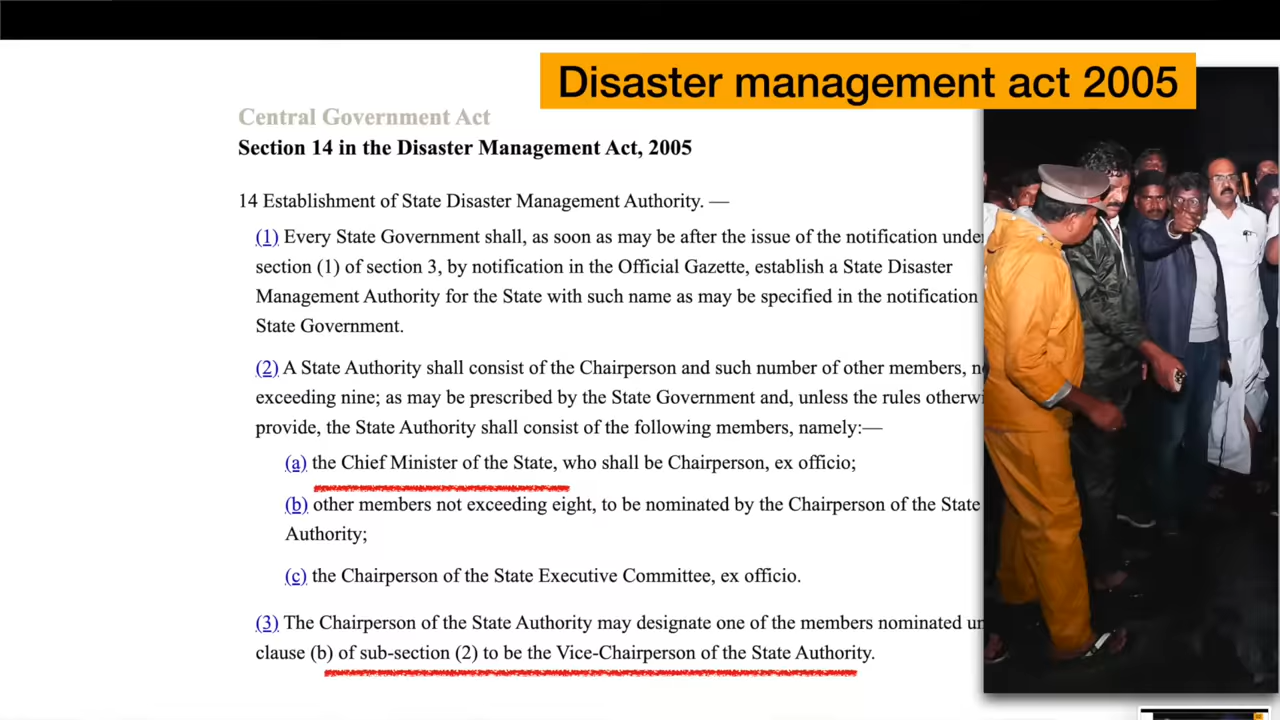 Disaster management act 2005
Central Government Act
Section 14 in the Disaster Management Act, 2005
14 Establishment of State Disaster Management Authority. —
(1) Every State Government shall, as soon as may be after the issue of the notification unde
section (1) of section 3, by notification in the Official Gazette, establish a State Disaster
Management Authority for the State with such name as may be specified in the notification
State Government.
(2) A State Authority shall consist of the Chairperson and such number of other members, n
exceeding nine; as may be prescribed by the State Government and, unless the rules otherwi
provide, the State Authority shall consist of the following members, namely:—
(a) the Chief Minister of the State, who shall be Chairperson, ex officio;
(b) other members not exceeding eight, to be nominated by the Chairperson of the State
Authority;
(c) the Chairperson of the State Executive Committee, ex officio.
(3) The Chairperson of the State Authority may designate one of the members nominated un
clause (b) of sub-section (2) to be the Vice-Chairperson of the State Authority.